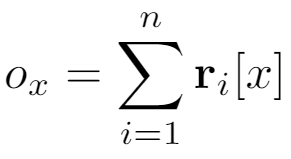 $o_x = \sum_{i=1}^{n} \mathbf{r}_i[x]$